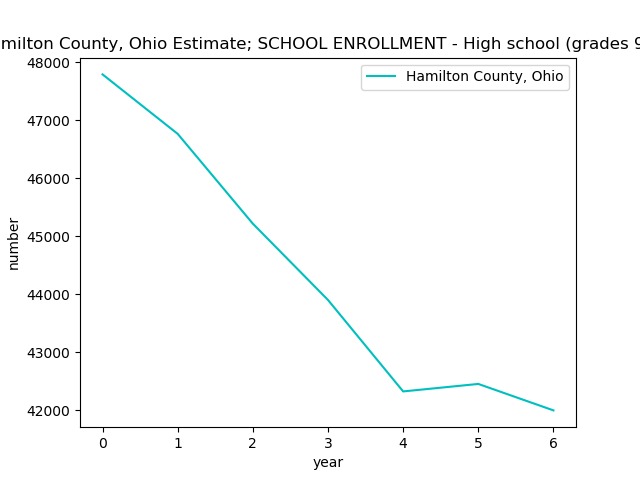 milton County, Ohio Estimate; SCHOOL ENROLLMENT - High school (grades 9
Hamilton County, Ohio
48000
47000
46000
45000
44000
43000
42000
number
0 1 2 3 4 5 6
year